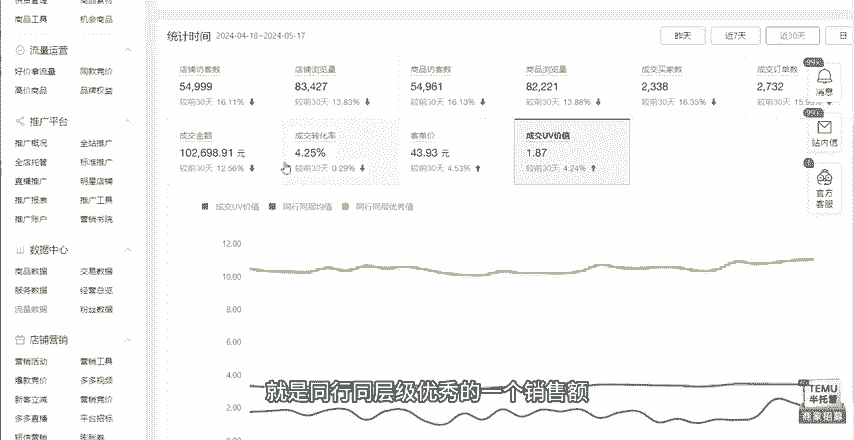 商品工具 机会商品
流量运营
好价拿流量 同款竞价
高价商品 品牌权益
推广平台
推广概况 全站推广
全店托管 标准推广
直播推广 明星店铺
推广报表 推广工具
推广账户 营销书院
数据中心
商品数据 交易数据
服务数据 经营总览
流量数据 粉丝数据
店铺营销
营销活动 营销工具
爆款竞价 多多视频
新客立减 营销竞价
多多直播 平台招标
统计时间 2024-04-18~2024-05-17
昨天 近7天 近30天 日
店铺访客数 店铺浏览量 商品访客数 商品浏览量 成交买家数 成交订单数
54,999 83,427 54,961 82,221 2,338 2,732
较前30天 16.11% 较前30天 13.83% 较前30天 16.13% 较前30天 13.88% 较前30天 16.35% 较前30天
成交金额 成交转化率 客单价 成交UV价值
102,698.91 元 4.25% 43.93 元 1.87
较前30天 12.56% 较前30天 0.29% 较前30天 4.53% 较前30天 4.24%
成交UV价值 同行同层均值 同行同层优秀值
12.00
10.00
8.00
6.00
4.00
2.00
99+
消息
99+
站内信
官方
客服
就是同行同层级优秀的一个销售额
TEMU
半托管
商家招募